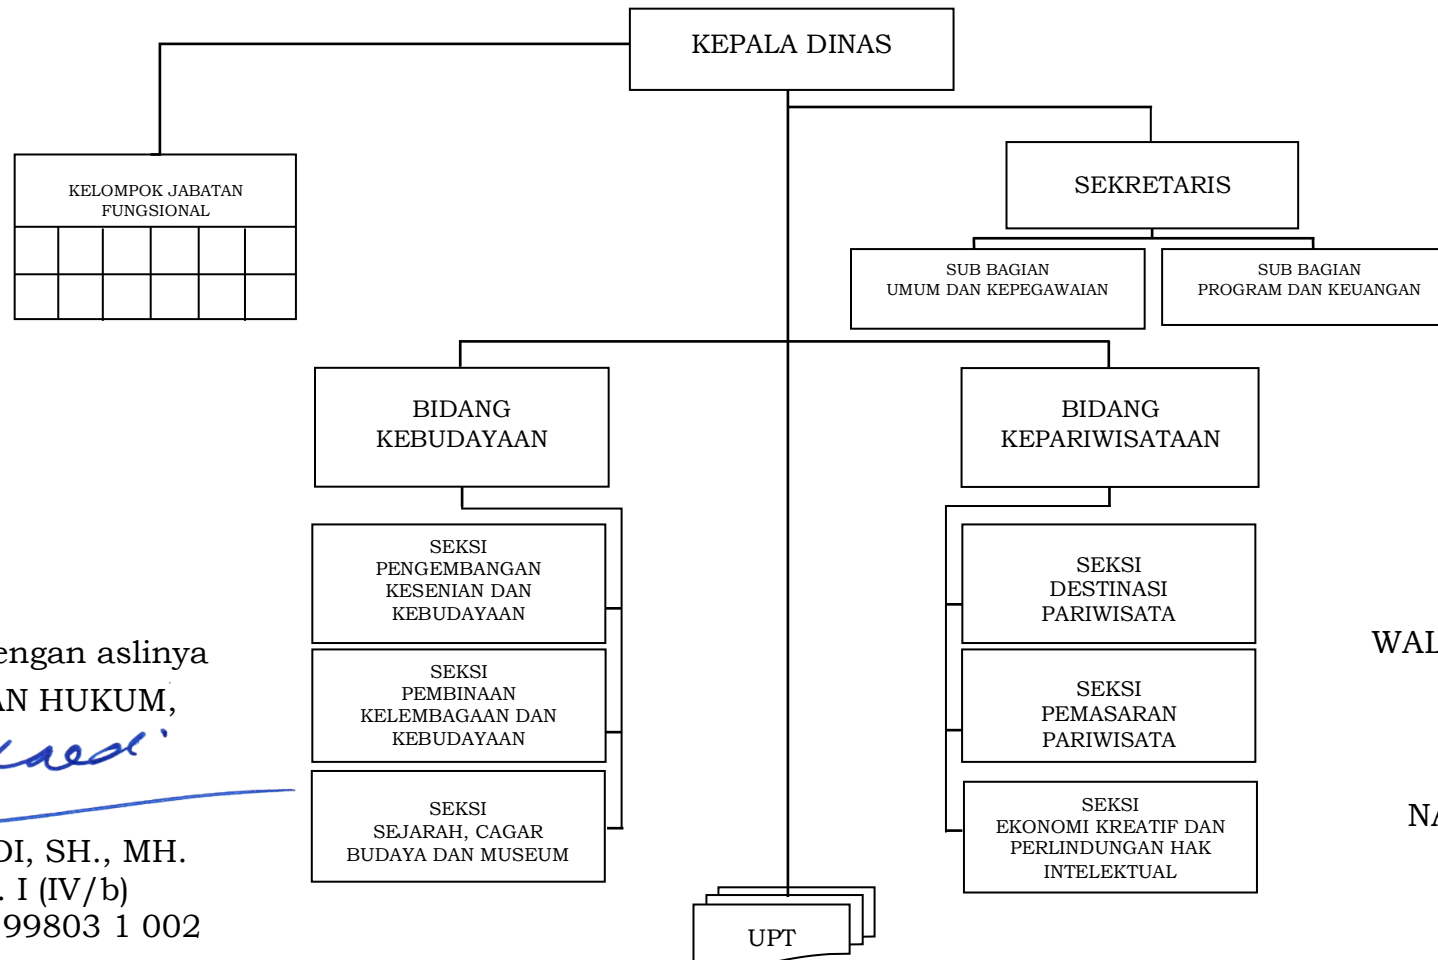 KEPALA DINAS
KELOMPOK JABATAN
FUNGSIONAL
SEKRETARIS
SUB BAGIAN
UMUM DAN KEPEGAWAIAN
SUB BAGIAN
PROGRAM DAN KEUANGAN
BIDANG
KEBUDAYAAN
BIDANG
KEPARIWISATAAN
SEKSI
PENGEMBANGAN
KESENIAN DAN
KEBUDAYAAN
SEKSI
PEMBINAAN
KELEMBAGAAN DAN
KEBUDAYAAN
SEKSI
SEJARAH, CAGAR
BUDAYA DAN MUSEUM
SEKSI
DESTINASI
PARIWISATA
SEKSI
PEMASARAN
PARIWISATA
SEKSI
EKONOMI KREATIF DAN
PERLINDUNGAN HAK
INTELEKTUAL
UPT
engan aslinya
AN HUKUM,
DI, SH., MH.
. I (IV/b)
99803 1 002
WAL
NA